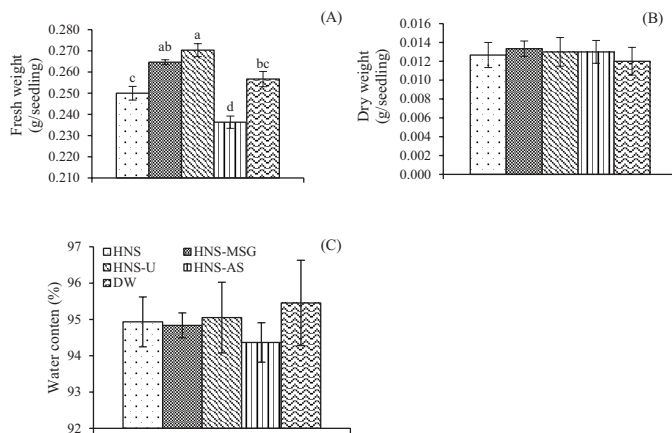 (A)
Fresh weight
(g/seedling)
0.280
0.270
0.260
0.250
0.240
0.230
0.220
0.210
c
ab
a
d
bc
(B)
Dry weight
(g/seedling)
0.016
0.014
0.012
0.010
0.008
0.006
0.004
0.002
0.000
(C)
Water conten (%)
97
96
95
94
93
92
HNS
HNS-MSG
HNS-U
HNS-AS
DW